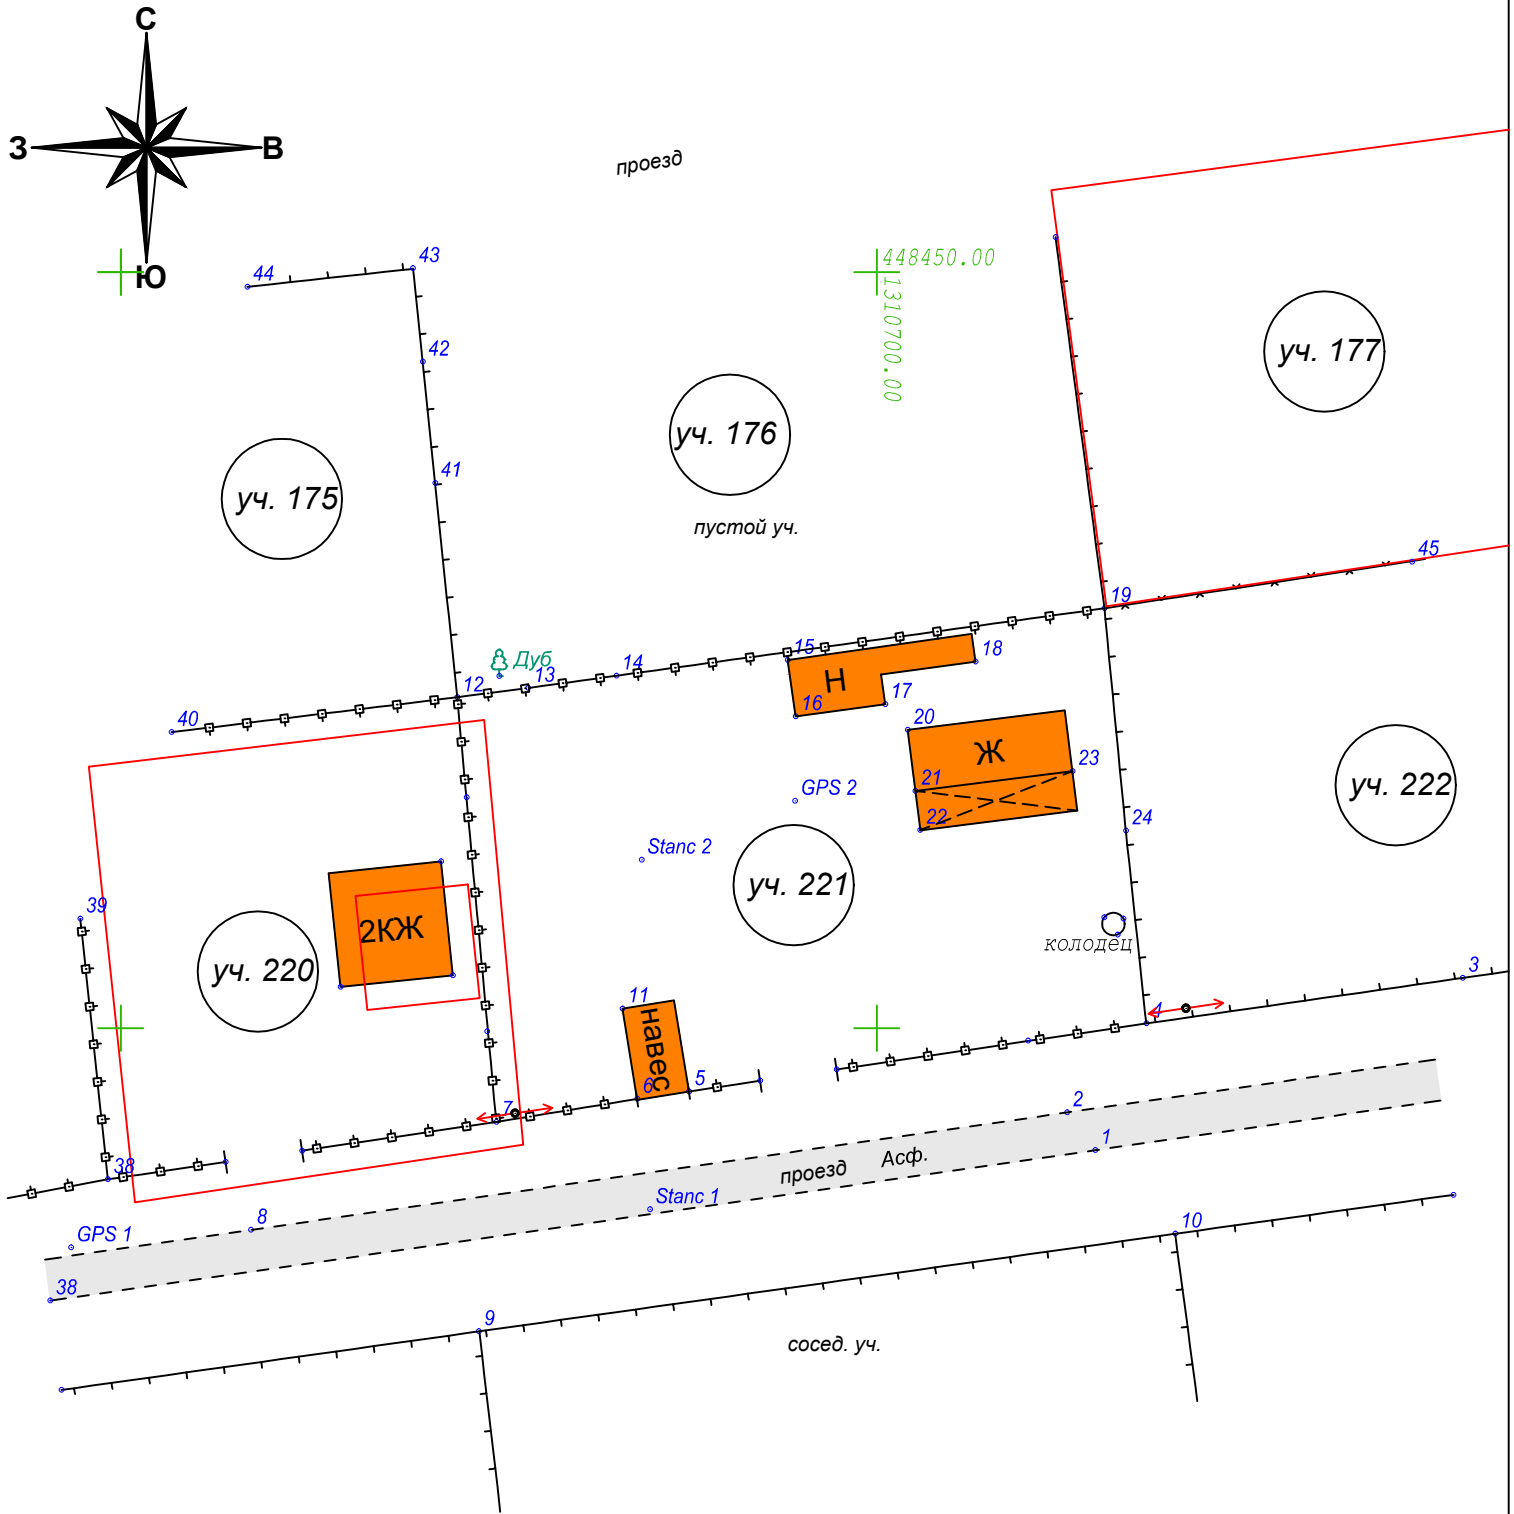 С
З
В
Ю
проезд
448450.00
1310700.00
43
44
42
уч. 177
уч. 176
41
уч. 175
пустой уч.
45
19
Дуб
15
18
14
13
12
Н
17
16
40
20
Ж
23
21
GPS 2
уч. 222
22
24
Stanc 2
уч. 221
39
2КЖ
колодец
уч. 220
3
11
навес
4
6
5
7
2
1
проезд
Асф.
38
Stanc 1
8
GPS 1
10
38
9
сосед. уч.